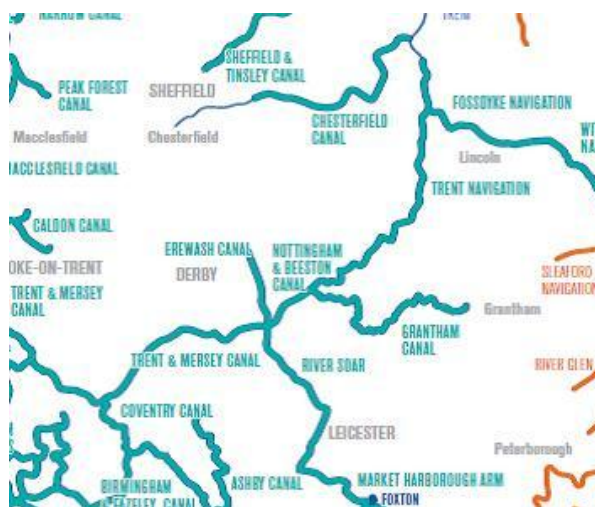 NARROW CANAL
SHEFFIELD &
TINSLEY CANAL
PEAK FOREST
CANAL
SHEFFIELD
FOSSDYKE NAVIGATION
Macclesfield
Chesterfield
CHESTERFIELD
CANAL
Lincoln
MACCLESFIELD CANAL
TRENT NAVIGATION
CALDON CANAL
EREWASH CANAL
NOTTINGHAM
& BEESTON
CANAL
OKE-ON-TRENT
DERBY
SLEAFORD
NAVIGATION
TRENT & MERSEY
CANAL
Grantham
GRANTHAM
CANAL
TRENT & MERSEY CANAL
RIVER SOAR
RIVER GLEN
COVENTRY CANAL
LEICESTER
Peterborough
BIRMINGHAM
& FAZELEY CANAL
ASHBY CANAL
MARKET HARBOROUGH ARM
FOXTON